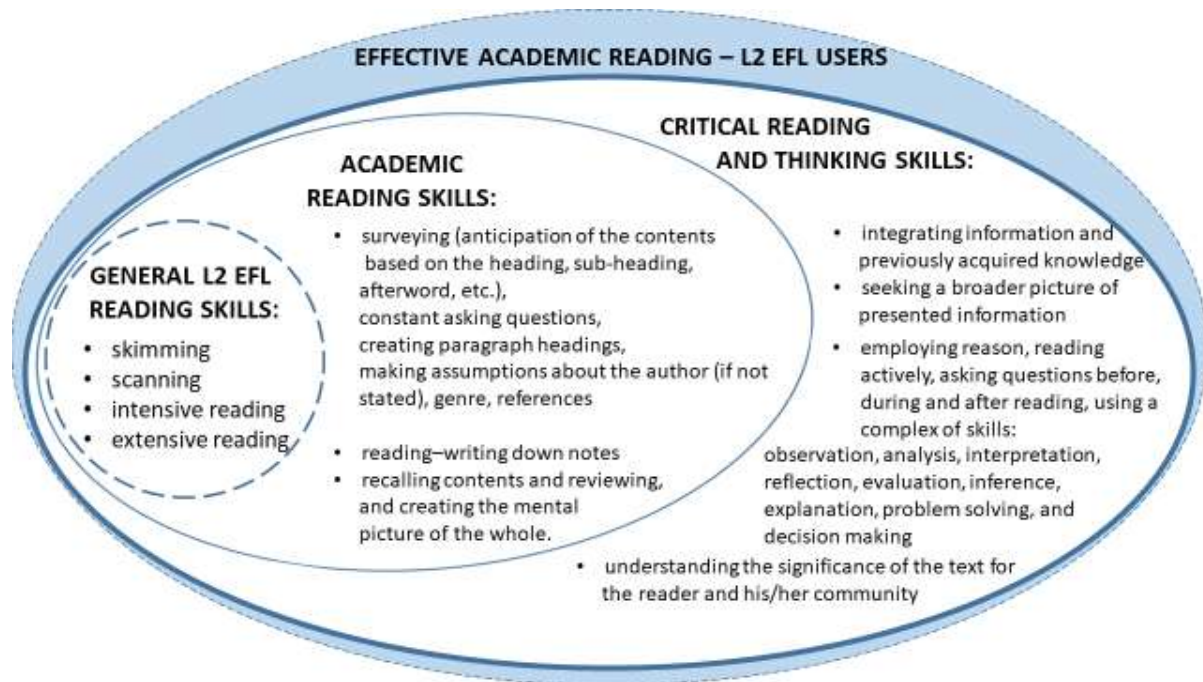 EFFECTIVE ACADEMIC READING – L2 EFL USERS
GENERAL L2 EFL
READING SKILLS:
• skimming
• scanning
• intensive reading
• extensive reading
ACADEMIC
READING SKILLS:
• surveying (anticipation of the contents
based on the heading, sub-heading,
afterword, etc.),
constant asking questions,
creating paragraph headings,
making assumptions about the author (if not
stated), genre, references
• reading–writing down notes
• recalling contents and reviewing,
and creating the mental
picture of the whole.
CRITICAL READING
AND THINKING SKILLS:
• integrating information and
previously acquired knowledge
• seeking a broader picture of
presented information
• employing reason, reading
actively, asking questions before,
during and after reading, using a
complex of skills:
observation, analysis, interpretation,
reflection, evaluation, inference,
explanation, problem solving, and
decision making
• understanding the significance of the text for
the reader and his/her community